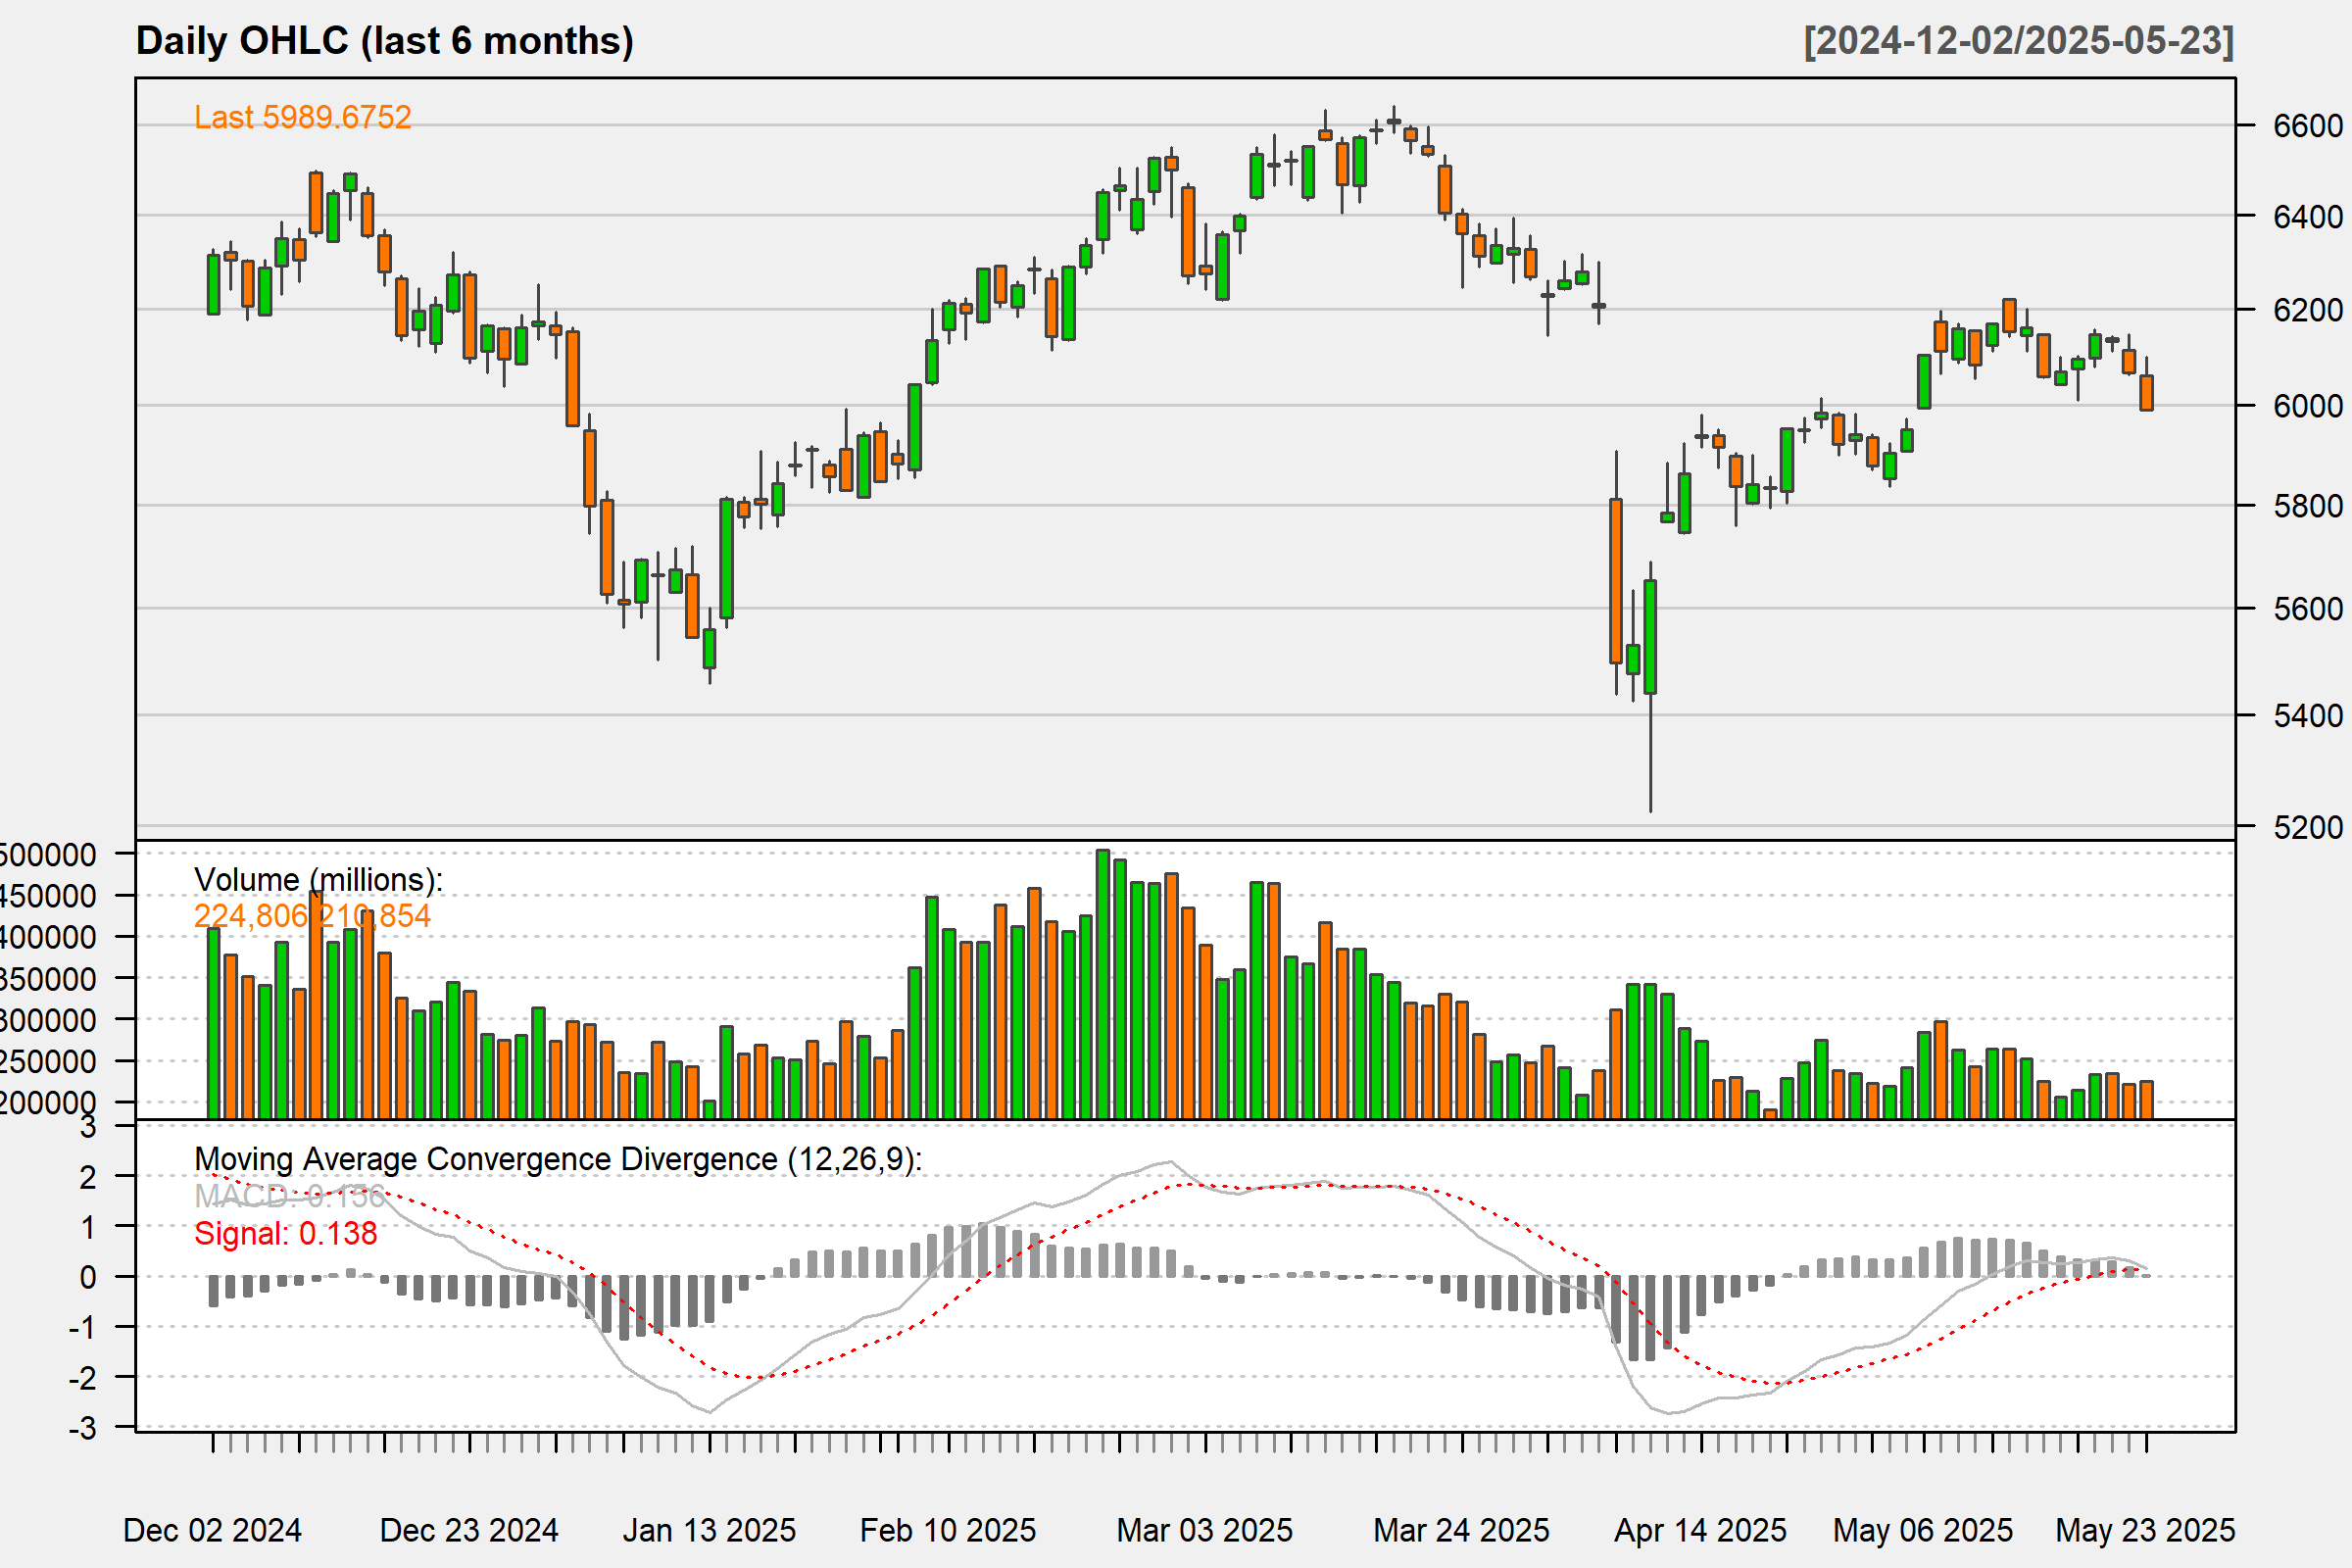 Daily OHLC (last 6 months)
[2024-12-02/2025-05-23]
Last 5989.6752
6600
6400
6200
6000
5800
5600
5400
5200
Volume (millions):
224,806,210,854
500000
450000
400000
350000
300000
250000
200000
Moving Average Convergence Divergence (12,26,9):
MACD: 0.156
Signal: 0.138
3
2
1
0
-1
-2
-3
Dec 02 2024
Dec 23 2024
Jan 13 2025
Feb 10 2025
Mar 03 2025
Mar 24 2025
Apr 14 2025
May 06 2025
May 23 2025